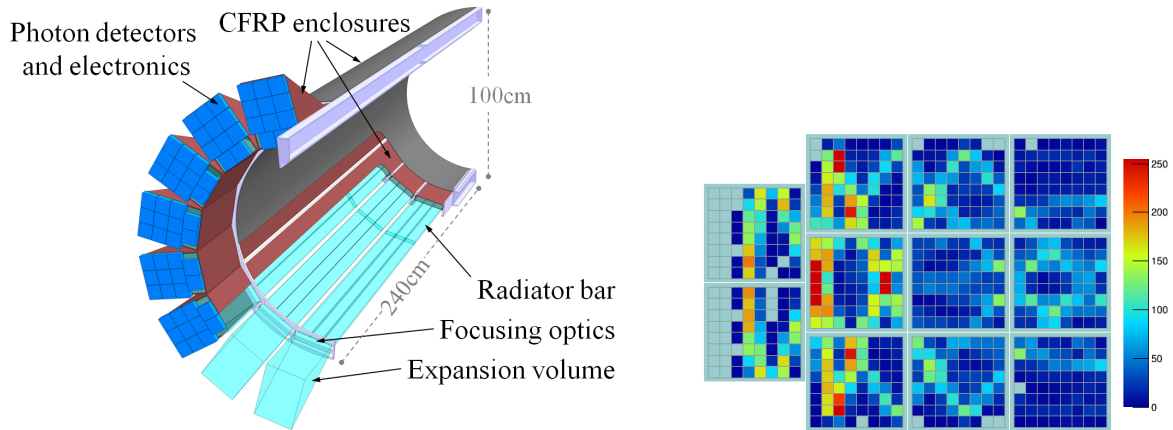 Photon detectors
and electronics
CFRP enclosures
100cm
240cm
Radiator bar
Focusing optics
Expansion volume
250
200
150
100
50
0